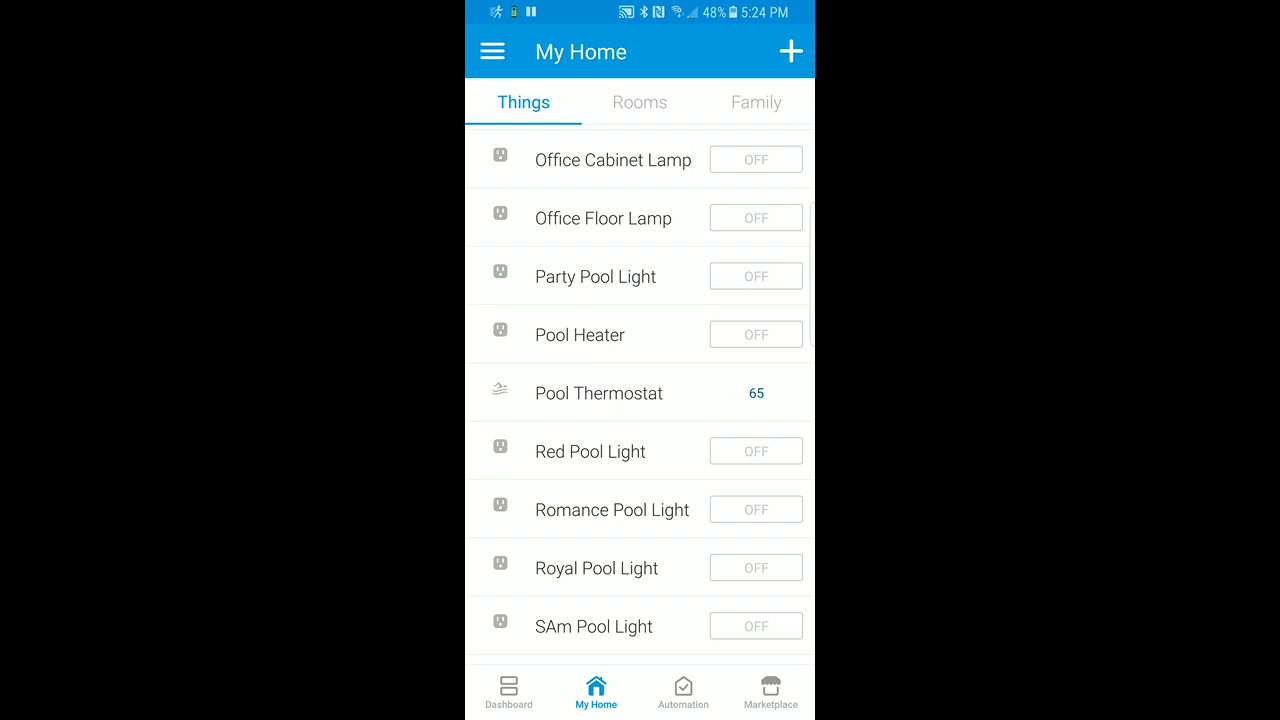 48% 5:24 PM
My Home
Things Rooms Family
Office Cabinet Lamp OFF
Office Floor Lamp OFF
Party Pool Light OFF
Pool Heater OFF
Pool Thermostat 65
Red Pool Light OFF
Romance Pool Light OFF
Royal Pool Light OFF
SAm Pool Light OFF
Dashboard My Home Automation Marketplace